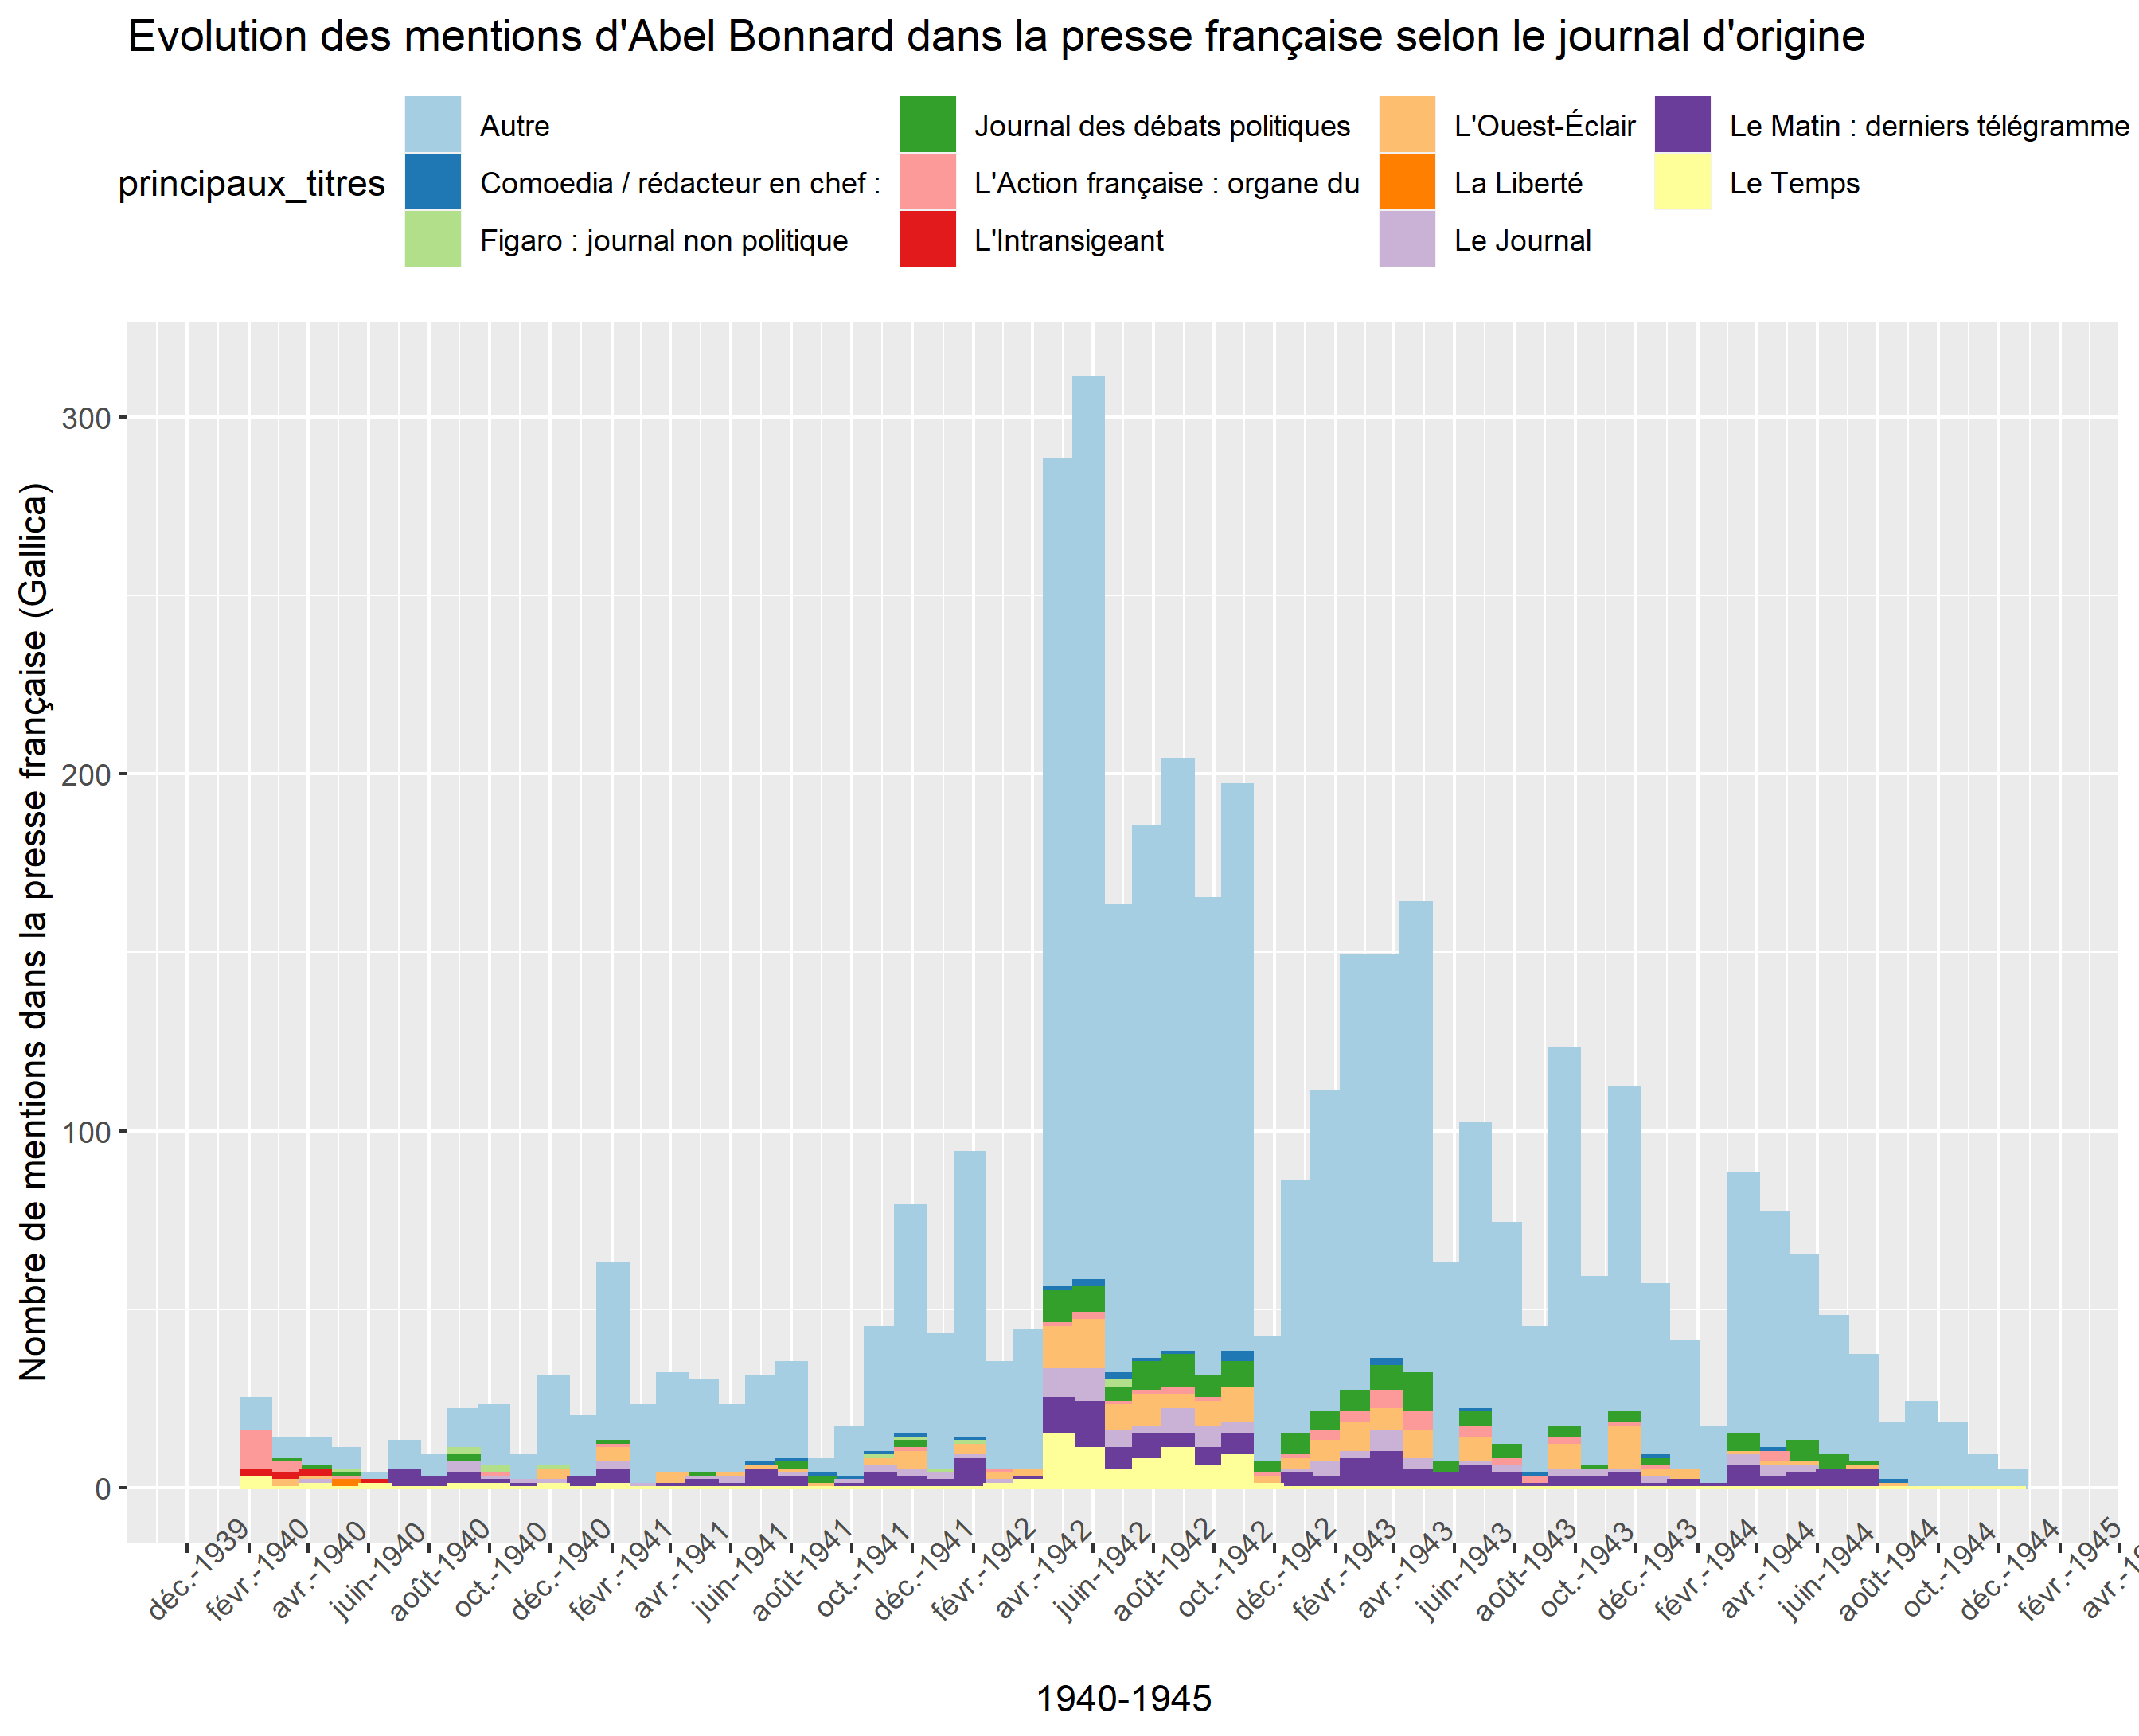 Evolution des mentions d'Abel Bonnard dans la presse française selon le journal d'origine
principaux_titres
Autre
Comoedia / rédacteur en chef :
Figaro : journal non politique
Journal des débats politiques
L'Action française : organe du
L'Intransigeant
L'Ouest-Éclair
La Liberté
Le Journal
Le Matin : derniers télégramme
Le Temps
Nombre de mentions dans la presse française (Gallica)
300
200
100
0
déc.-1939
févr.-1940
avr.-1940
juin-1940
août-1940
oct.-1940
déc.-1940
févr.-1941
avr.-1941
juin-1941
août-1941
oct.-1941
déc.-1941
févr.-1942
avr.-1942
juin-1942
août-1942
oct.-1942
déc.-1942
févr.-1943
avr.-1943
juin-1943
août-1943
oct.-1943
déc.-1943
févr.-1944
avr.-1944
juin-1944
août-1944
oct.-1944
déc.-1944
févr.-1945
avr.-19
1940-1945